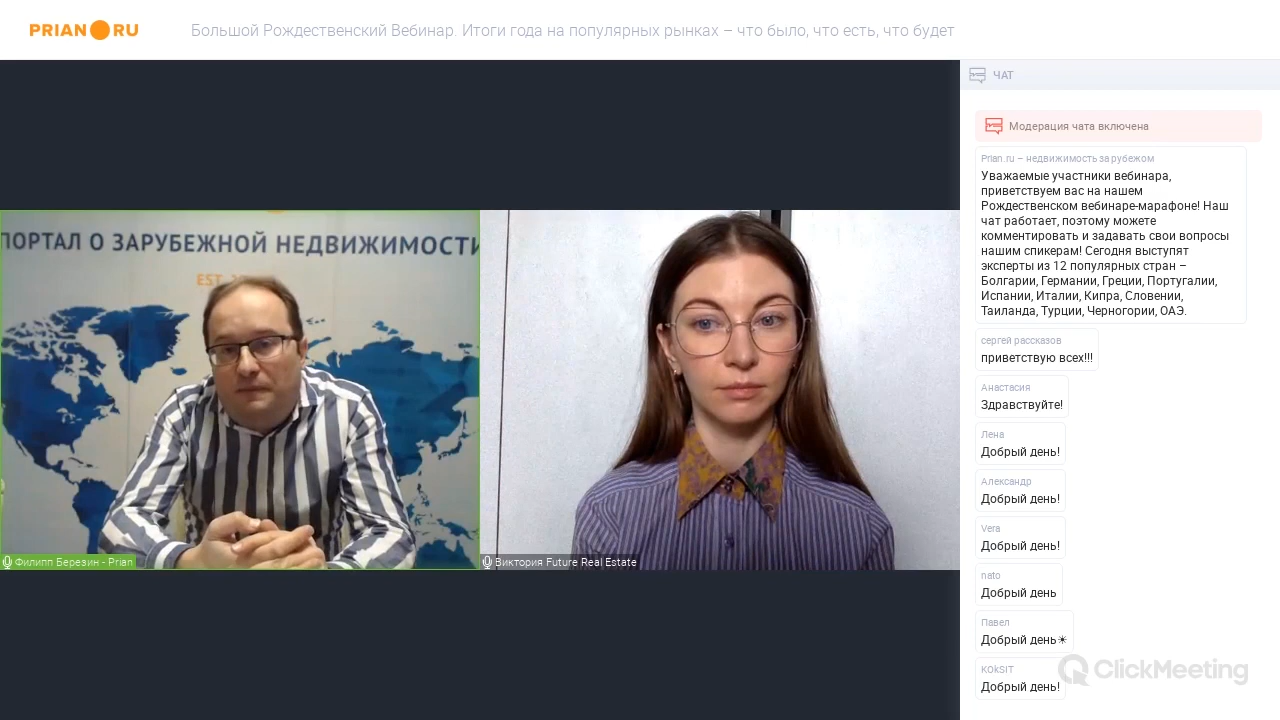 PRIAN RU
Большой Рождественский Вебинар. Итоги года на популярных рынках – что было, что есть, что будет
ПОРТАЛ О ЗАРУБЕЖНОЙ НЕДВИЖИМОСТИ
EST.
Филипп Березин - Prian
Виктория Future Real Estate
ЧАТ
Модерация чата включена
Prian.ru – недвижимость за рубежом
Уважаемые участники вебинара,
приветствуем вас на нашем
Рождественском вебинаре-марафоне! Наш
чат работает, поэтому можете
комментировать и задавать свои вопросы
нашим спикерам! Сегодня выступят
эксперты из 12 популярных стран –
Болгарии, Германии, Греции, Португалии,
Испании, Италии, Кипра, Словении,
Таиланда, Турции, Черногории, ОАЭ.
сергей рассказов
приветствую всех!!!
Анастасия
Здравствуйте!
Лена
Добрый день!
Александр
Добрый день!
Vera
Добрый день!
nato
Добрый день
Павел
Добрый день☀
KOkSIT
Добрый день!
ClickMeeting